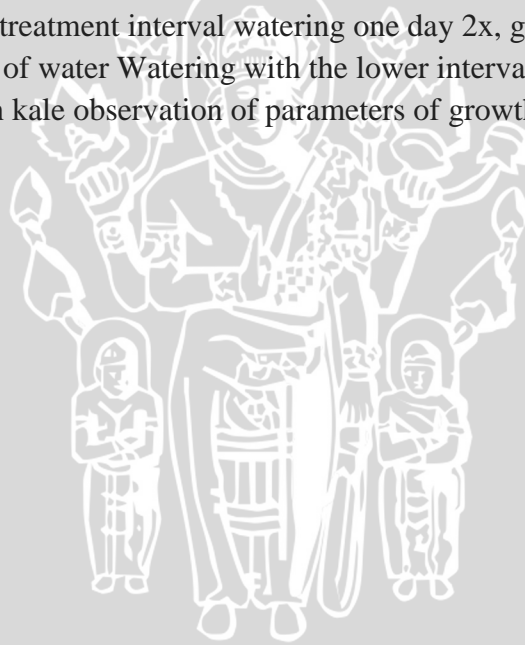 treatment interval watering one day 2x, g
of water Watering with the lower interva
kale observation of parameters of growth